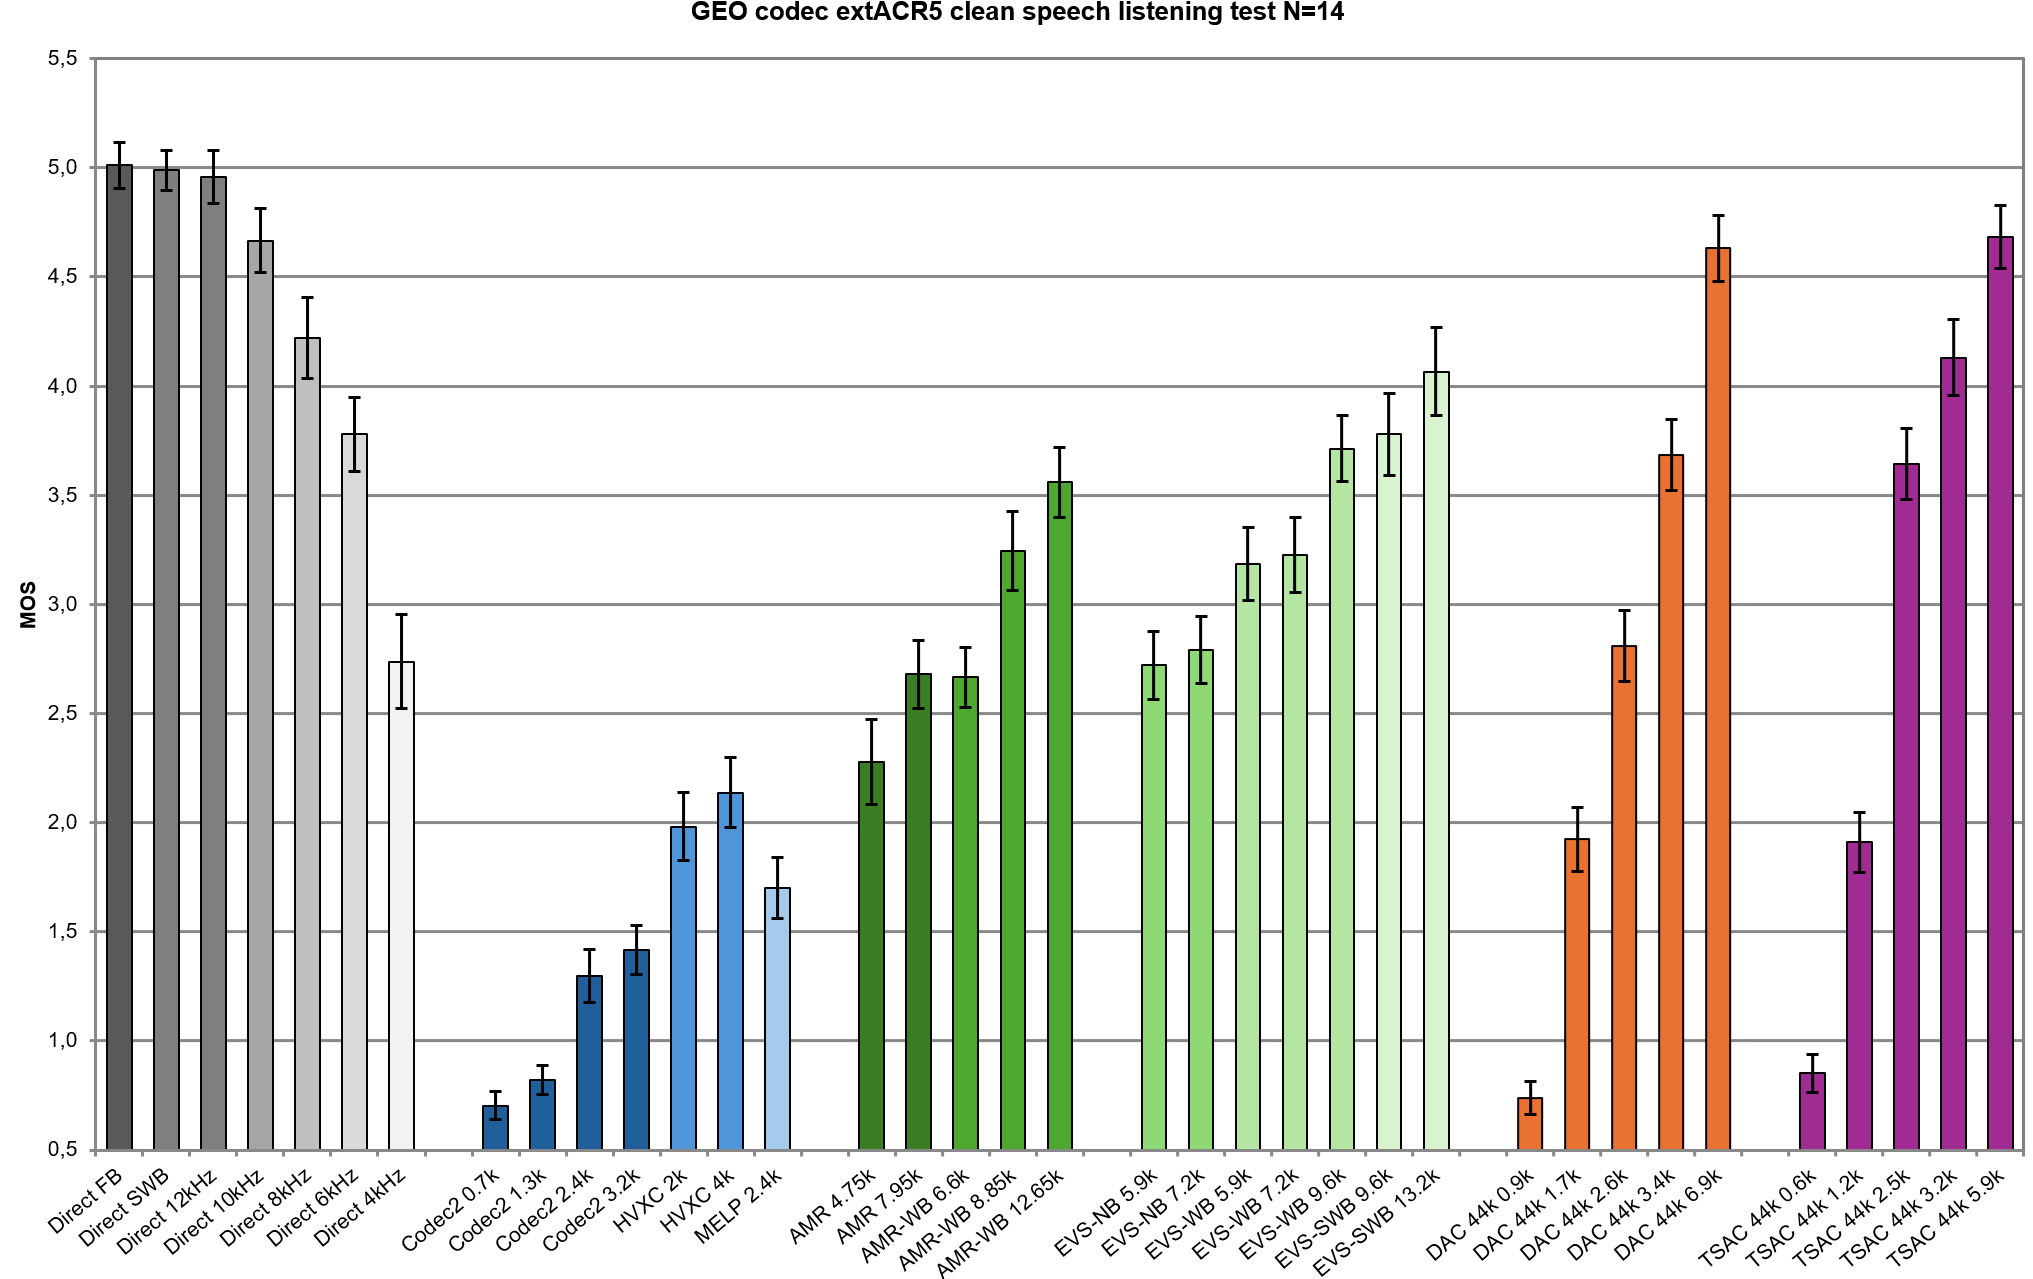 GEO codec extACR5 clean speech listening test N=14
MOS
5,5
5,0
4,5
4,0
3,5
3,0
2,5
2,0
1,5
1,0
0,5
Direct FB
Direct SWB
Direct 12kHz
Direct 10kHz
Direct 8kHz
Direct 6kHz
Direct 4kHz
Codec2 0.7k
Codec2 1.3k
Codec2 2.4k
Codec2 3.2k
HVXC 2k
HVXC 4k
MELP 2.4k
AMR 4.75k
AMR 7.95k
AMR-WB 6.6k
AMR-WB 8.85k
AMR-WB 12.65k
EVS-NB 5.9k
EVS-NB 7.2k
EVS-WB 5.9k
EVS-WB 7.2k
EVS-WB 9.6k
EVS-SWB 9.6k
EVS-SWB 13.2k
DAC 44k 0.9k
DAC 44k 1.7k
DAC 44k 2.6k
DAC 44k 3.4k
DAC 44k 6.9k
TSAC 44k 0.6k
TSAC 44k 1.2k
TSAC 44k 2.5k
TSAC 44k 3.2k
TSAC 44k 5.9k